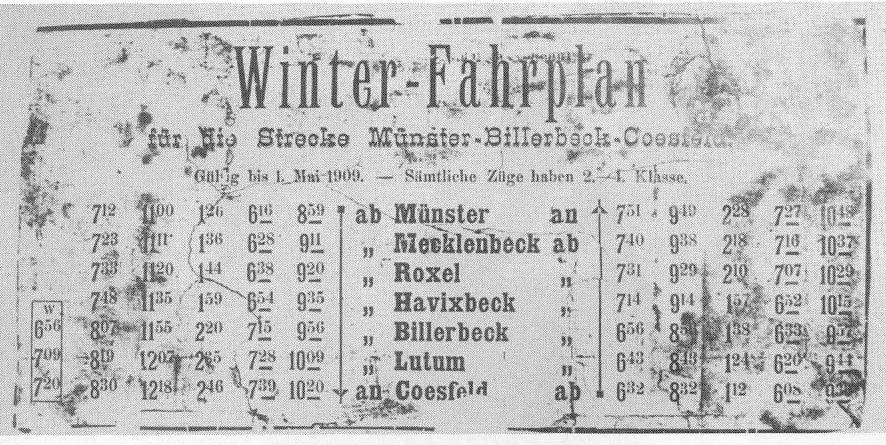 Winter-Fahrplan
für die Strecke Münster-Billerbeck-Coesfeld.
Gültig bis 1. Mai 1909. — Sämtliche Züge haben 2.—4. Klasse.
7¹² 11⁰⁰ 1²⁶ 6¹⁶ 8⁵⁹ ab Münster an 7⁵¹ 9⁴⁹ 2²⁸ 7²⁷ 10⁴⁸
7²³ 11¹¹ 1³⁶ 6²⁸ 9¹¹ „ Mecklenbeck ab 7⁴⁰ 9³⁸ 2¹⁸ 7¹⁶ 10³⁷
7³³ 11²⁰ 1⁴⁴ 6³⁸ 9²⁰ „ Roxel „ 7³¹ 9²⁹ 2¹⁰ 7⁰⁷ 10²⁹
W 7⁴⁸ 11³⁵ 1⁵⁹ 6⁵⁴ 9³⁵ „ Havixbeck „ 7¹⁴ 9¹⁴ 1⁵⁷ 6⁵² 10¹⁵
6⁵⁶ 8⁰⁷ 11⁵⁵ 2²⁰ 7¹⁵ 9⁵⁶ „ Billerbeck „ 6⁵⁶ 1³⁸ 6³³
7⁰⁹ 8¹⁹ 12⁰⁷ 7²⁸ 10⁰⁹ „ Lutum „ 6⁴³ 8⁴³ 1²⁴ 6²⁰ 9⁴⁴
7²⁰ 8³⁰ 12¹⁸ 2⁴⁶ 7³⁹ 10²⁰ an Coesfeld ab 6³² 8³² 1¹² 6⁰⁸